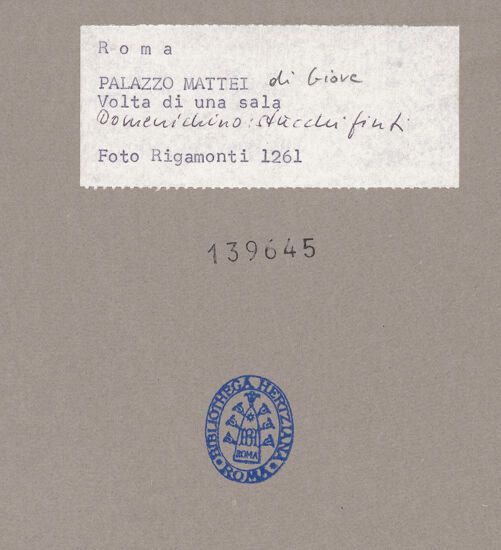 Roma
PALAZZO MATTEI di Giove
Volta di una sala
Domenichino: stucchi finti
Foto Rigamonti 1261
139645
BIBLIOTHECA HERTZIANA · ROMA ·
ROMA